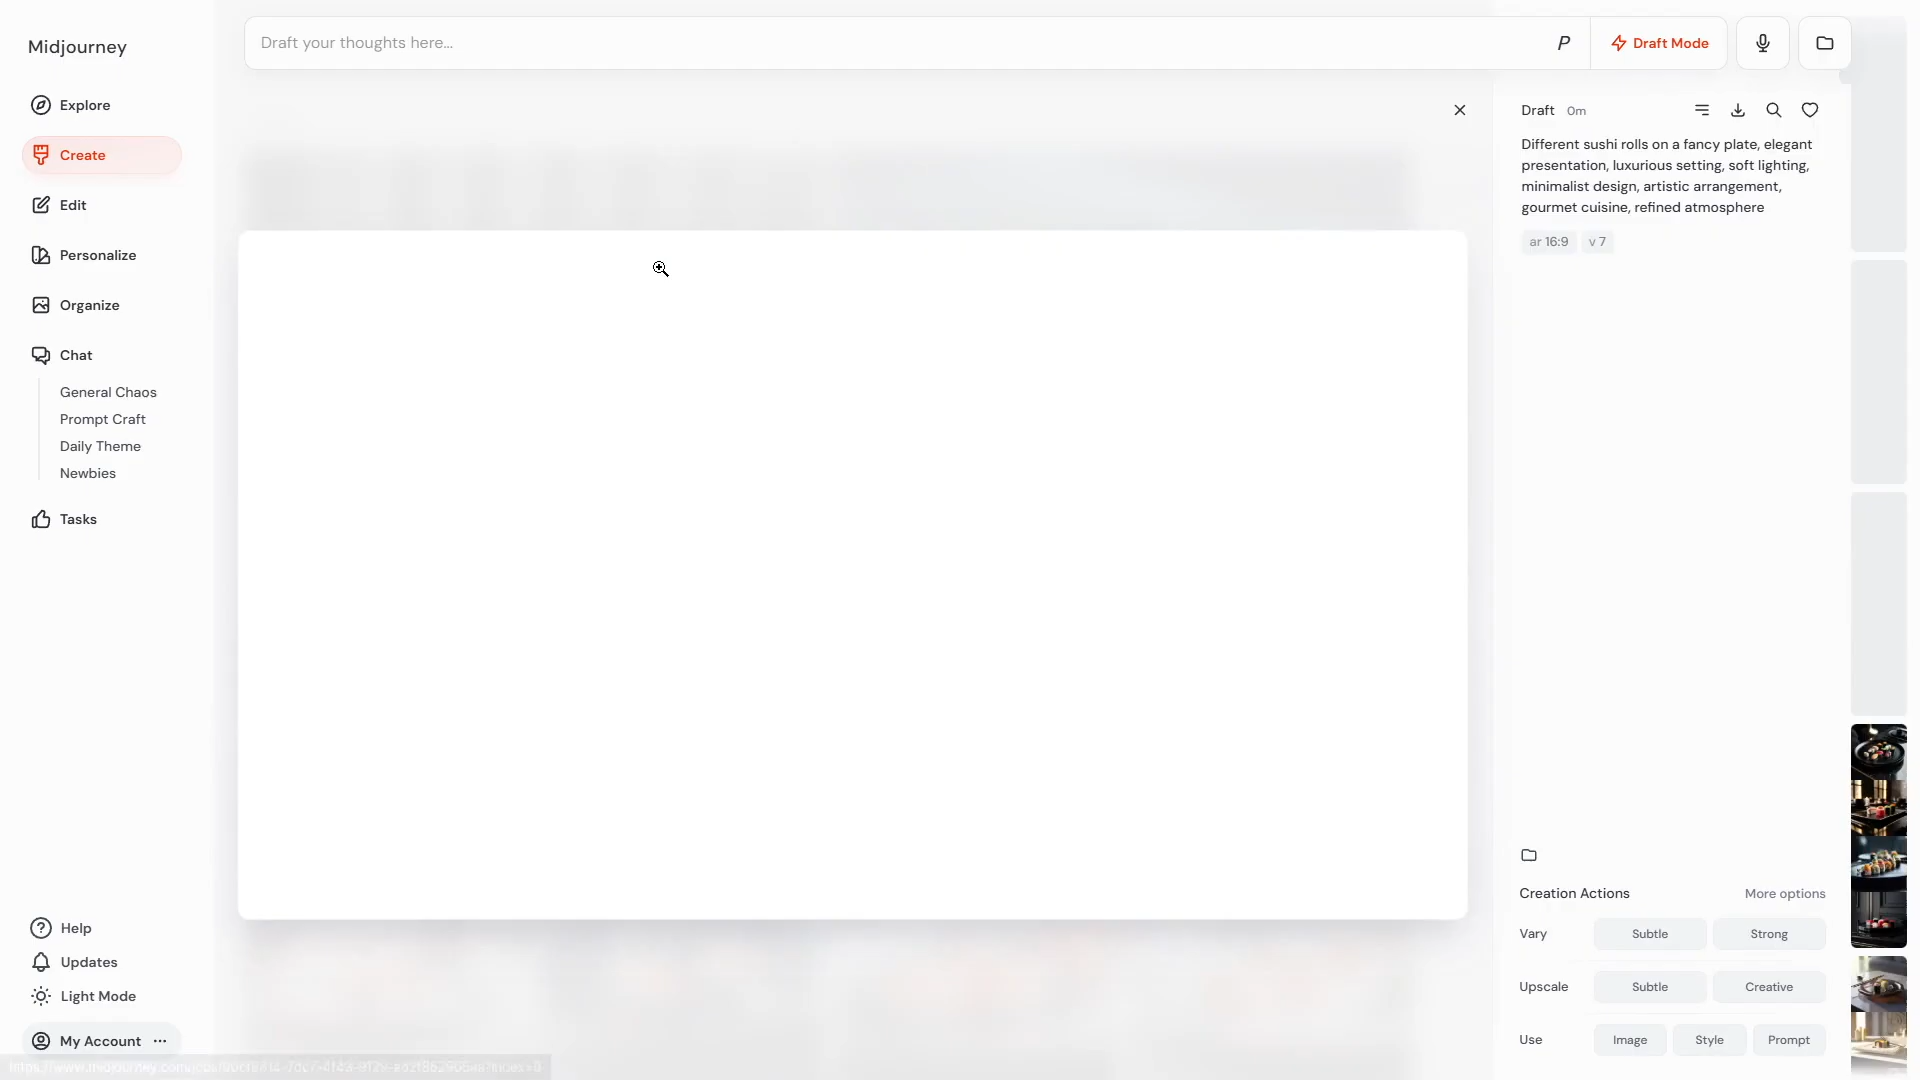 Midjourney
Draft your thoughts here...
P
Draft Mode
Explore
Create
Edit
Personalize
Organize
Chat
General Chaos
Prompt Craft
Daily Theme
Newbies
Tasks
Help
Updates
Light Mode
My Account
Draft 0m
Different sushi rolls on a fancy plate, elegant
presentation, luxurious setting, soft lighting,
minimalist design, artistic arrangement,
gourmet cuisine, refined atmosphere
ar 16:9 v 7
Creation Actions More options
Vary Subtle Strong
Upscale Subtle Creative
Use Image Style Prompt